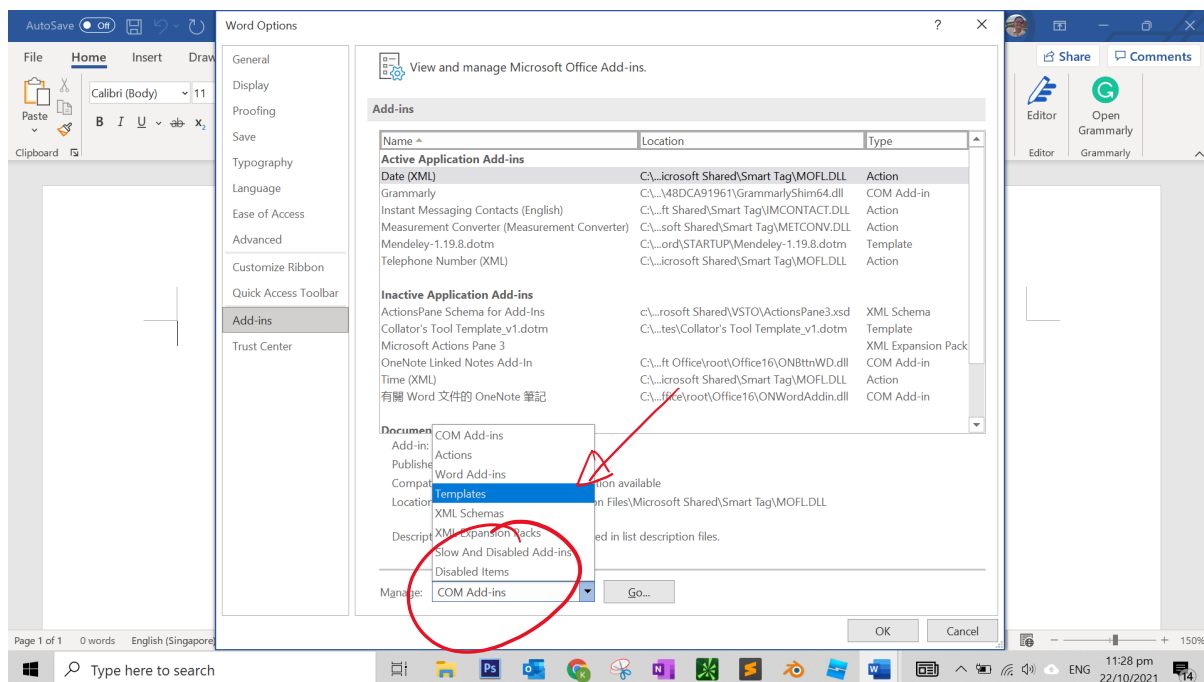 AutoSave Off
Word Options
? ×
File Home Insert Draw
Share Comments
Calibri (Body) 11
Paste
B I U ab x2
Clipboard
Editor
Open Grammarly
Editor
Grammarly
General
Display
Proofing
Save
Typography
Language
Ease of Access
Advanced
Customize Ribbon
Quick Access Toolbar
Add-ins
Trust Center
View and manage Microsoft Office Add-ins.
Add-ins
Name Location Type
Active Application Add-ins
Date (XML) C:\...icrosoft Shared\Smart Tag\MOFL.DLL Action
Grammarly C:\...\48DCA91961\GrammarlyShim64.dll COM Add-in
Instant Messaging Contacts (English) C:\...ft Shared\Smart Tag\IMCONTACT.DLL Action
Measurement Converter (Measurement Converter) C:\...soft Shared\Smart Tag\METCONV.DLL Action
Mendeley-1.19.8.dotm C:\...ord\STARTUP\Mendeley-1.19.8.dotm Template
Telephone Number (XML) C:\...icrosoft Shared\Smart Tag\MOFL.DLL Action
Inactive Application Add-ins
ActionsPane Schema for Add-Ins c:\...rosoft Shared\VSTO\ActionsPane3.xsd XML Schema
Collator's Tool Template_v1.dotm C:\...tes\Collator's Tool Template_v1.dotm Template
Microsoft Actions Pane 3 XML Expansion Pack
OneNote Linked Notes Add-In C:\...ft Office\root\Office16\ONBttnWD.dll COM Add-in
Time (XML) C:\...icrosoft Shared\Smart Tag\MOFL.DLL Action
有關 Word 文件的 OneNote 筆記 C:\...ffice\root\Office16\ONWordAddin.dll COM Add-in
Documen
Add-in:
Publishe
Compat tion available
Location n Files\Microsoft Shared\Smart Tag\MOFL.DLL
Descript ed in list description files.
COM Add-ins
Actions
Word Add-ins
Templates
XML Schemas
XML Expansion Packs
Slow And Disabled Add-ins
Disabled Items
Manage: COM Add-ins Go...
OK Cancel
Page 1 of 1 0 words English (Singapore)
150%
Type here to search
Ps
ENG
11:28 pm
22/10/2021
14